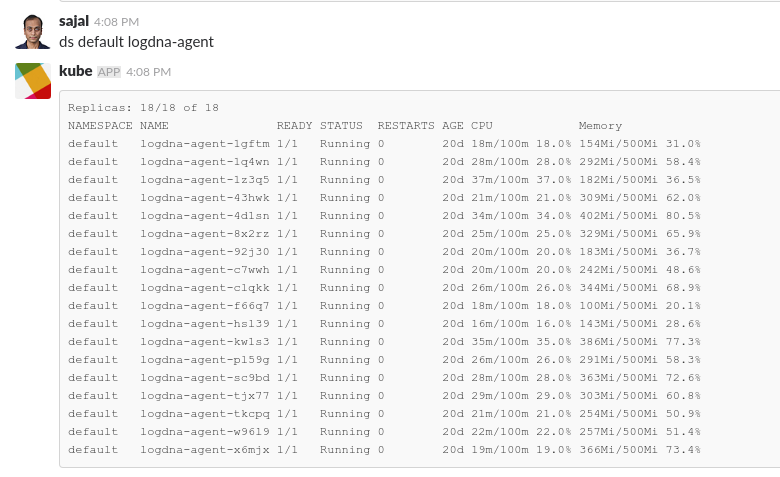 sajal 4:08 PM
ds default logdna-agent
kube APP 4:08 PM
Replicas: 18/18 of 18
NAMESPACE NAME READY STATUS RESTARTS AGE CPU Memory
default logdna-agent-1gftm 1/1 Running 0 20d 18m/100m 18.0% 154Mi/500Mi 31.0%
default logdna-agent-1q4wn 1/1 Running 0 20d 28m/100m 28.0% 292Mi/500Mi 58.4%
default logdna-agent-1z3q5 1/1 Running 0 20d 37m/100m 37.0% 182Mi/500Mi 36.5%
default logdna-agent-43hwk 1/1 Running 0 20d 21m/100m 21.0% 309Mi/500Mi 62.0%
default logdna-agent-4d1sn 1/1 Running 0 20d 34m/100m 34.0% 402Mi/500Mi 80.5%
default logdna-agent-8x2rz 1/1 Running 0 20d 25m/100m 25.0% 329Mi/500Mi 65.9%
default logdna-agent-92j30 1/1 Running 0 20d 20m/100m 20.0% 183Mi/500Mi 36.7%
default logdna-agent-c7wwh 1/1 Running 0 20d 20m/100m 20.0% 242Mi/500Mi 48.6%
default logdna-agent-c1qkk 1/1 Running 0 20d 26m/100m 26.0% 344Mi/500Mi 68.9%
default logdna-agent-f66q7 1/1 Running 0 20d 18m/100m 18.0% 100Mi/500Mi 20.1%
default logdna-agent-hs139 1/1 Running 0 20d 16m/100m 16.0% 143Mi/500Mi 28.6%
default logdna-agent-kw1s3 1/1 Running 0 20d 35m/100m 35.0% 386Mi/500Mi 77.3%
default logdna-agent-p159g 1/1 Running 0 20d 26m/100m 26.0% 291Mi/500Mi 58.3%
default logdna-agent-sc9bd 1/1 Running 0 20d 28m/100m 28.0% 363Mi/500Mi 72.6%
default logdna-agent-tjx77 1/1 Running 0 20d 29m/100m 29.0% 303Mi/500Mi 60.8%
default logdna-agent-tkcpq 1/1 Running 0 20d 21m/100m 21.0% 254Mi/500Mi 50.9%
default logdna-agent-w9619 1/1 Running 0 20d 22m/100m 22.0% 257Mi/500Mi 51.4%
default logdna-agent-x6mjx 1/1 Running 0 20d 19m/100m 19.0% 366Mi/500Mi 73.4%